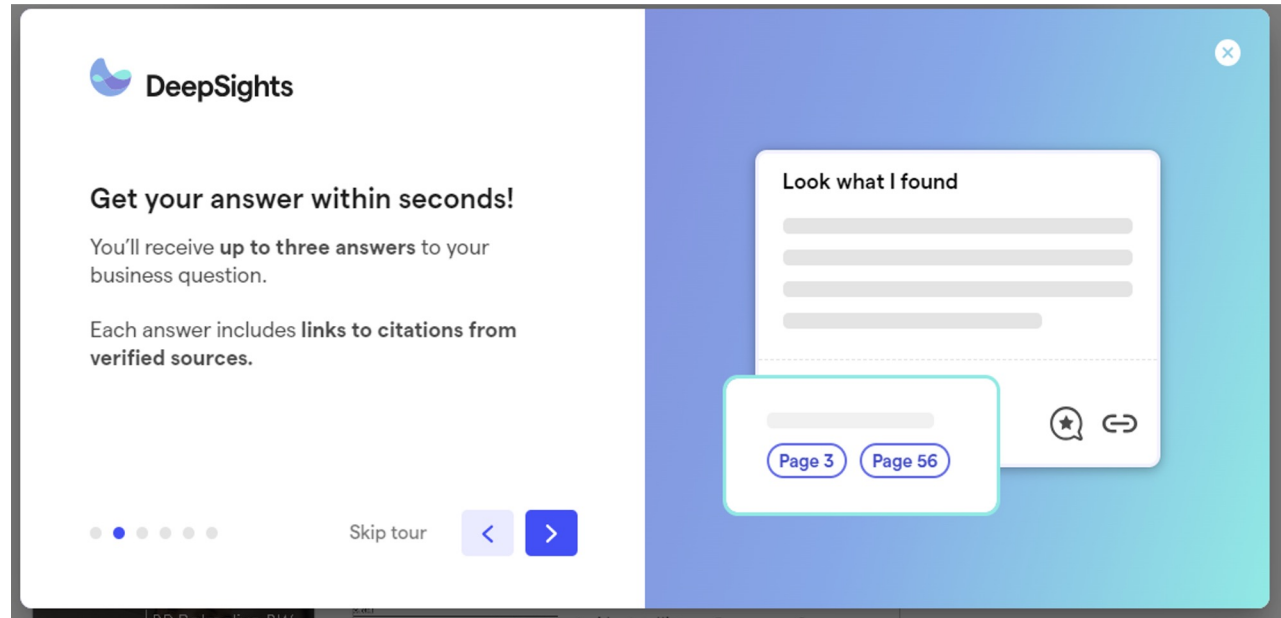 DeepSights
Get your answer within seconds!
You’ll receive up to three answers to your
business question.
Each answer includes links to citations from
verified sources.
Skip tour
Look what I found
Page 3 Page 56